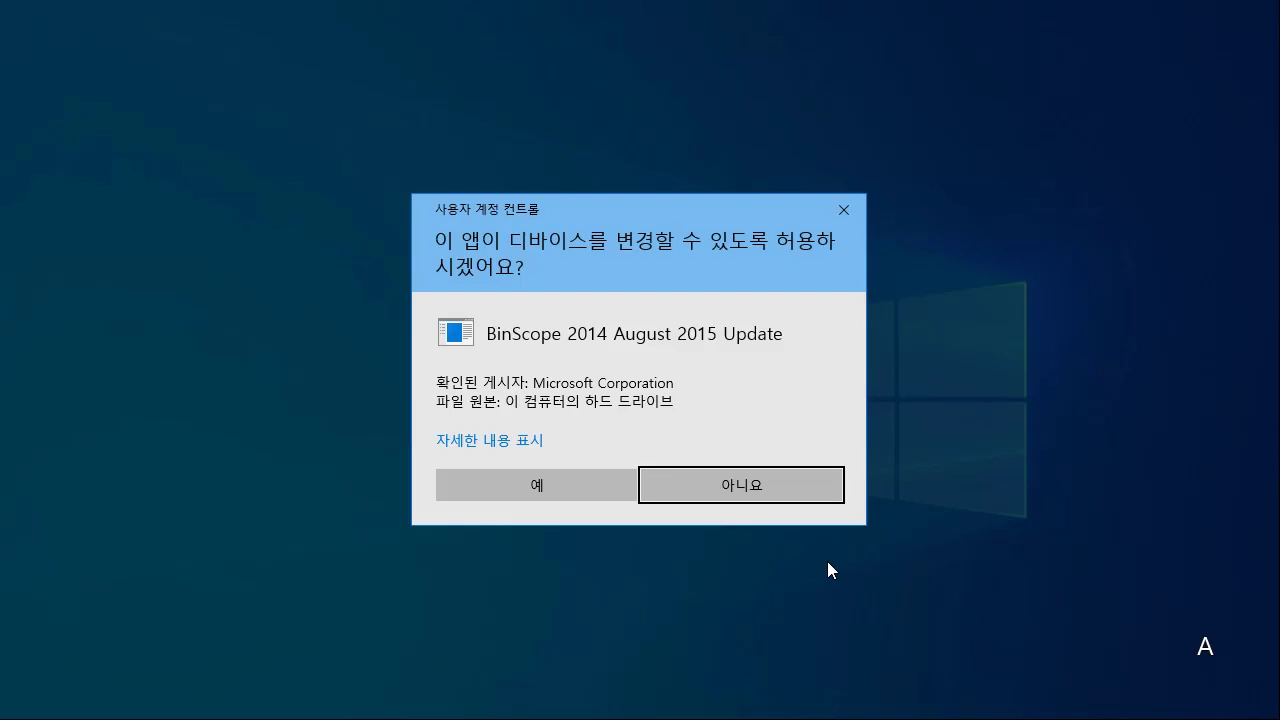 사용자 계정 컨트롤
이 앱이 디바이스를 변경할 수 있도록 허용하
시겠어요?
BinScope 2014 August 2015 Update
확인된 게시자: Microsoft Corporation
파일 원본: 이 컴퓨터의 하드 드라이브
자세한 내용 표시
예
아니요
A